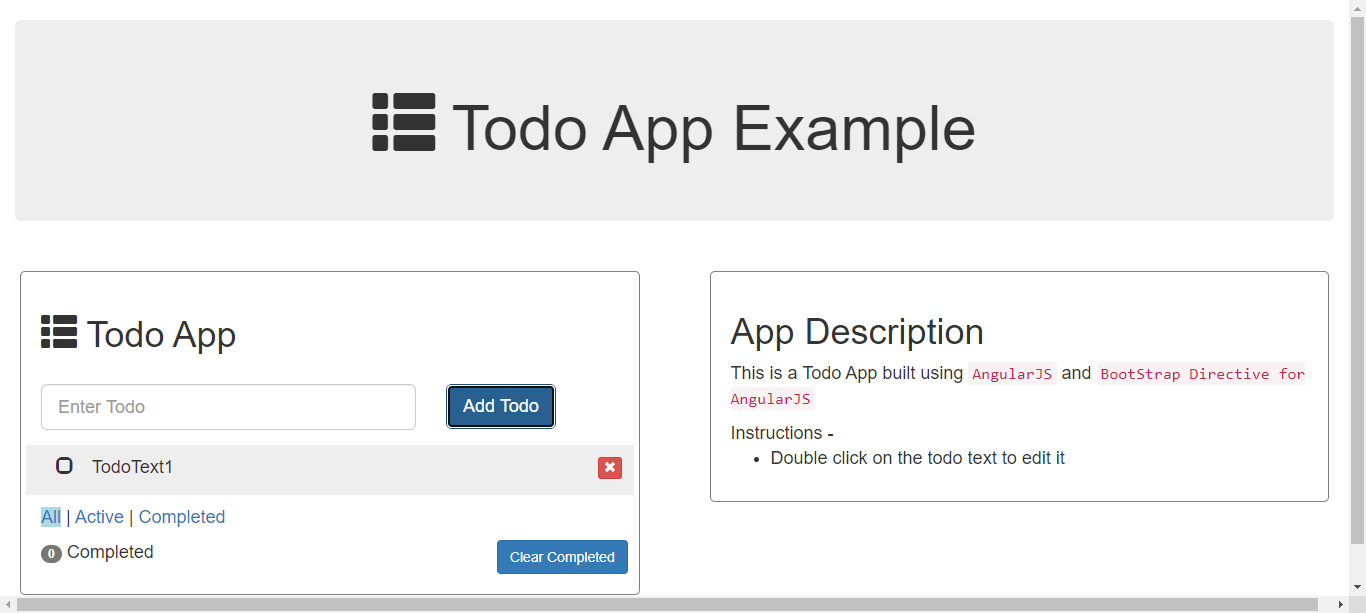 Todo App Example
Todo App
Enter Todo
Add Todo
TodoText1
All | Active | Completed
0 Completed
Clear Completed
App Description
This is a Todo App built using AngularJS and BootStrap Directive for
AngularJS
Instructions -
Double click on the todo text to edit it